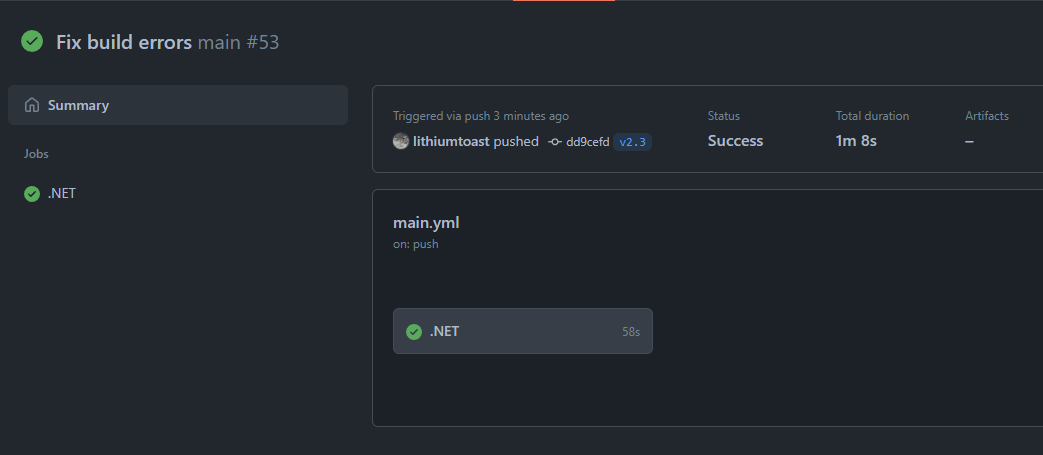 Fix build errors main #53
Summary
Jobs
.NET
Triggered via push 3 minutes ago
lithiumtoast pushed dd9cefd v2.3
Status
Success
Total duration
1m 8s
Artifacts
–
main.yml
on: push
.NET 58s